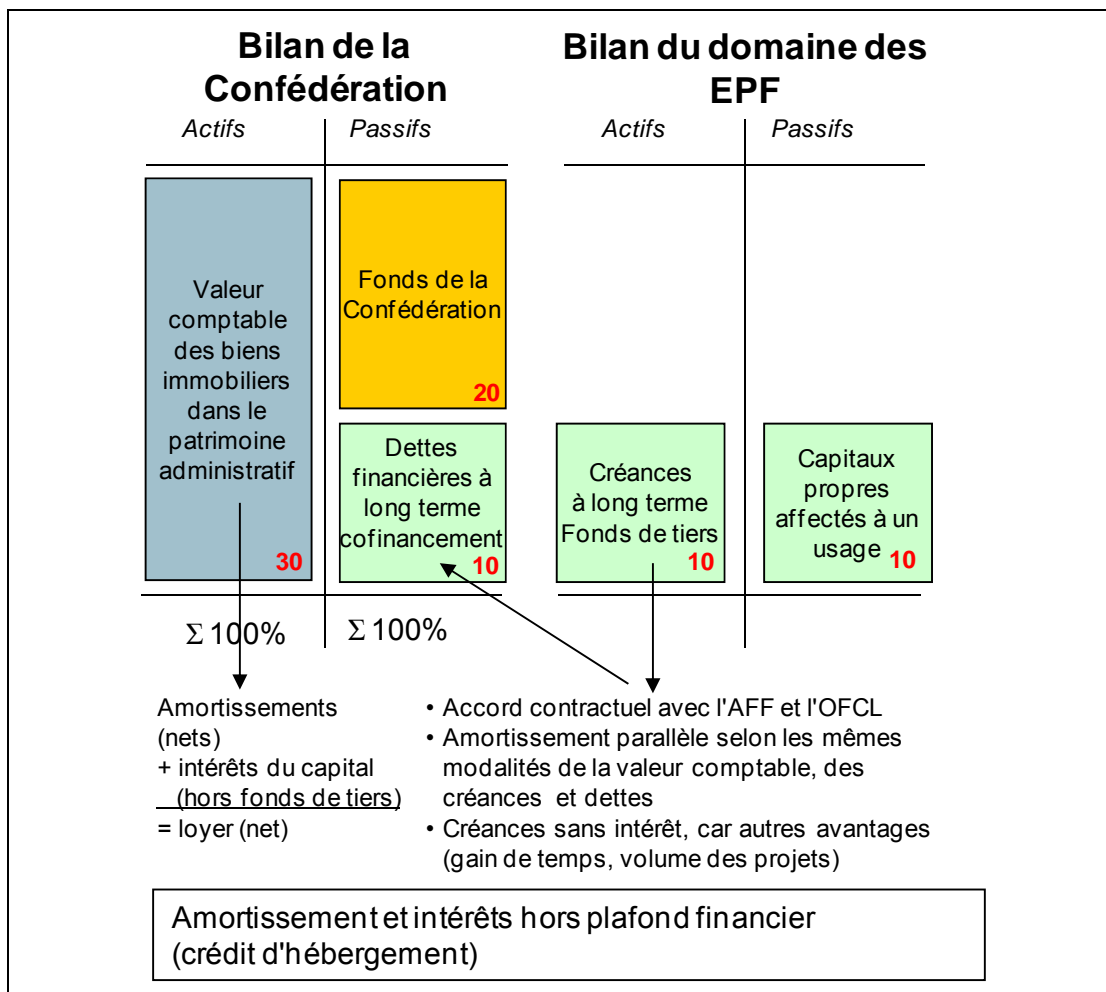 Bilan de la
Confédération
Actifs
Passifs
Bilan du domaine des
EPF
Actifs
Passifs
Valeur
comptable
des biens
immobiliers
dans le
patrimoine
administratif
30
Fonds de la
Confédération
20
Dettes
financières à
long terme
cofinancement
10
Créances
à long terme
Fonds de tiers
10
Capitaux
propres
affectés à un
usage
10
Σ 100%
Σ 100%
Amortissements
(nets)
+ intérêts du capital
(hors fonds de tiers)
= loyer (net)
• Accord contractuel avec l'AFF et l'OFCL
• Amortissement parallèle selon les mêmes
modalités de la valeur comptable, des
créances et dettes
• Créances sans intérêt, car autres avantages
(gain de temps, volume des projets)
Amortissement et intérêts hors plafond financier
(crédit d'hébergement)